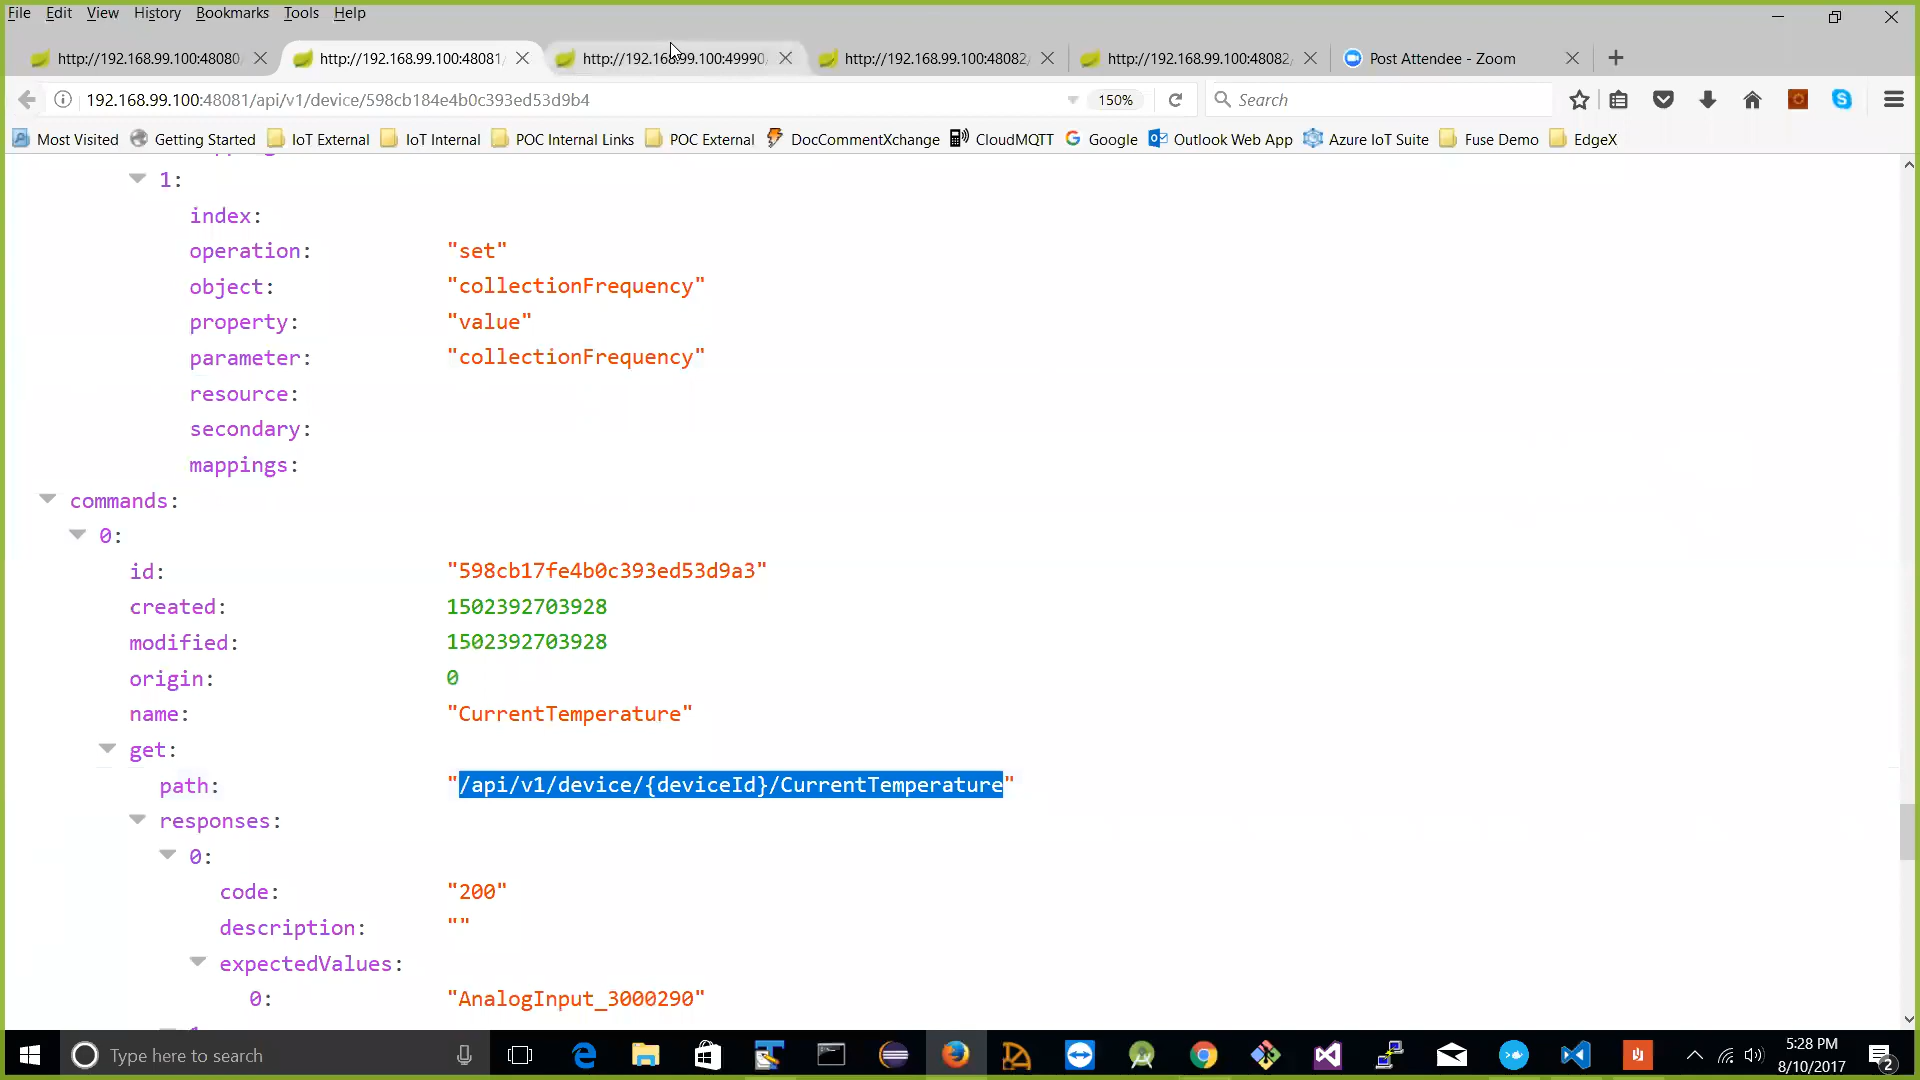 File Edit View History Bookmarks Tools Help
http://192.168.99.100:48080 http://192.168.99.100:48081/ http://192.168.99.100:49990 http://192.168.99.100:48082/ http://192.168.99.100:48082 Post Attendee - Zoom
192.168.99.100:48081/api/v1/device/598cb184e4b0c393ed53d9b4 150% Search
Most Visited Getting Started IoT External IoT Internal POC Internal Links POC External DocCommentXchange CloudMQTT Google Outlook Web App Azure IoT Suite Fuse Demo EdgeX
1:
index:
operation: "set"
object: "collectionFrequency"
property: "value"
parameter: "collectionFrequency"
resource:
secondary:
mappings:
commands:
0:
id: "598cb17fe4b0c393ed53d9a3"
created: 1502392703928
modified: 1502392703928
origin: 0
name: "CurrentTemperature"
get:
path: "/api/v1/device/{deviceId}/CurrentTemperature"
responses:
0:
code: "200"
description: ""
expectedValues:
0: "AnalogInput_3000290"
Type here to search
5:28 PM
8/10/2017
2